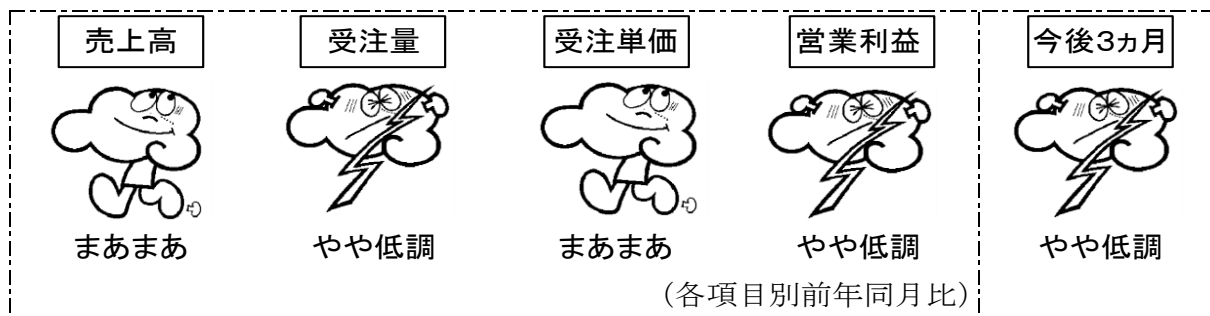 売上高 受注量 受注単価 営業利益 今後3ヵ月
まあまあ やや低調 まあまあ やや低調 やや低調
(各項目別前年同月比)